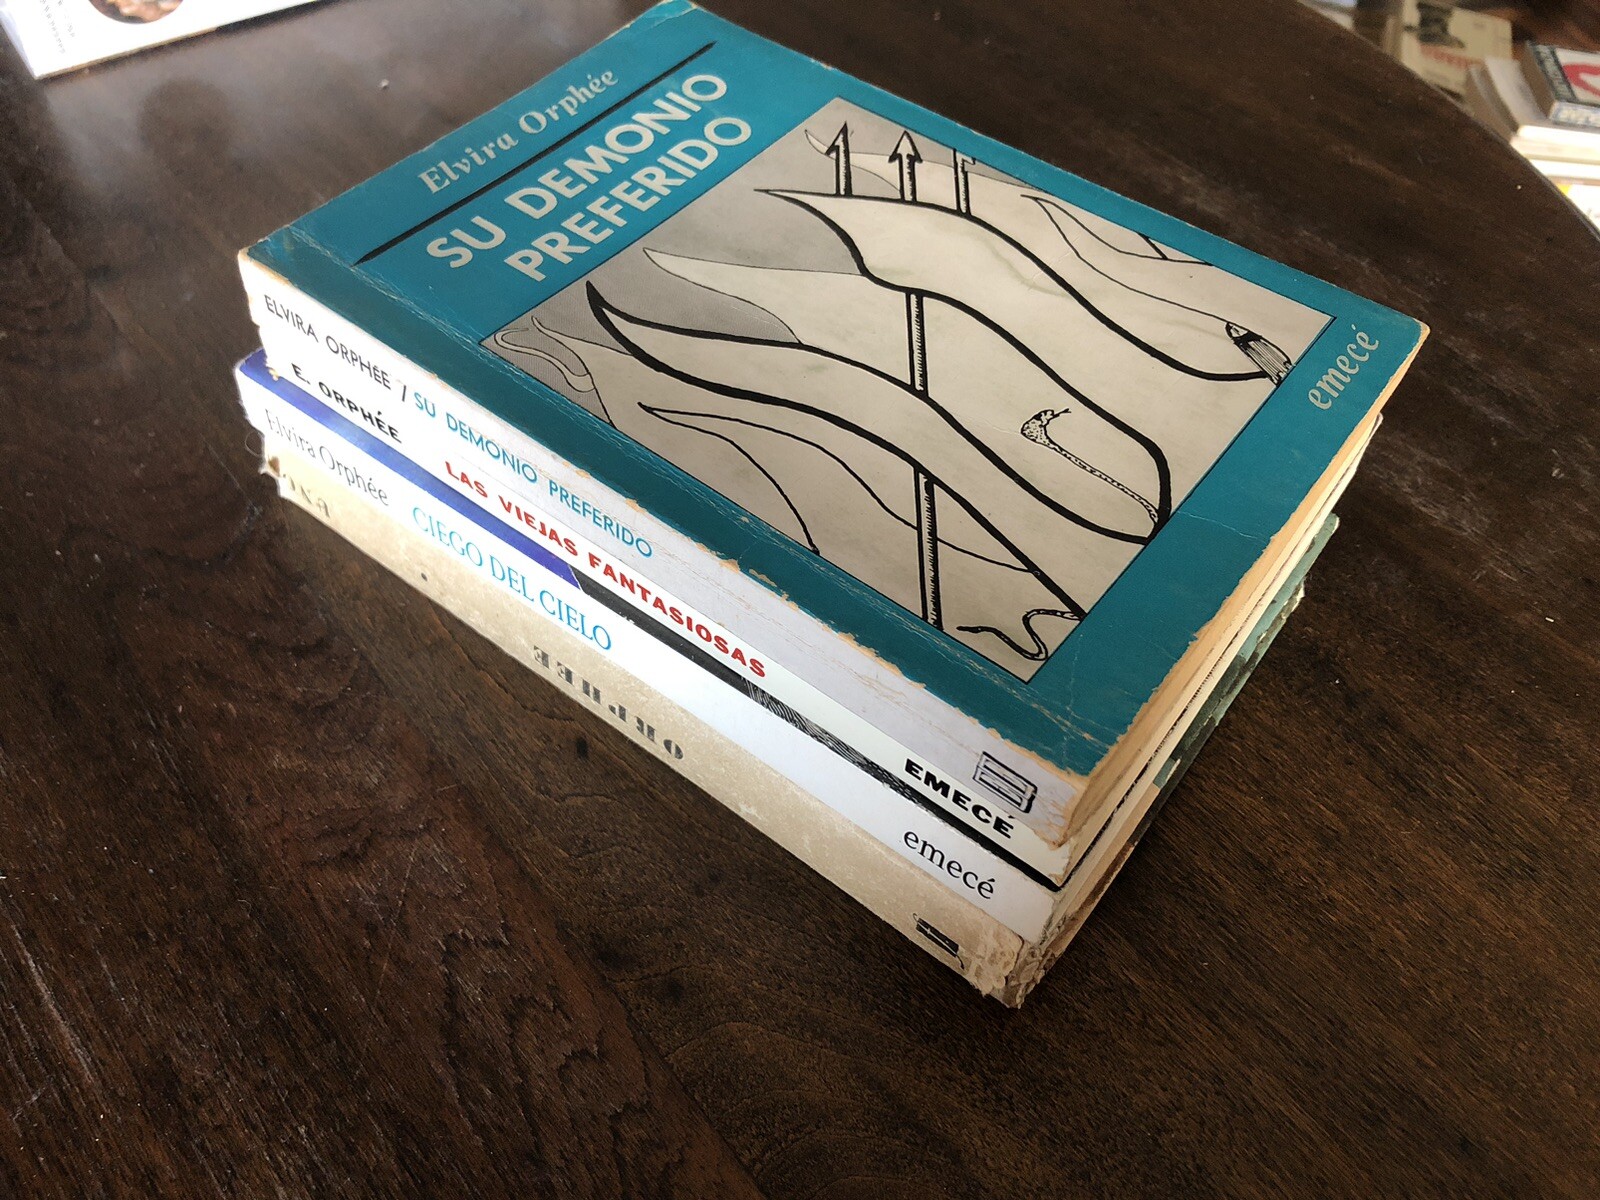 Elvira Orphée
SU DEMONIO
PREFERIDO
emecé
ELVIRA ORPHÉE / SU DEMONIO PREFERIDO
E. ORPHÉE LAS VIEJAS FANTASIOSAS EMECÉ
Elvira Orphée CIEGO DEL CIELO emecé
ORPHEE